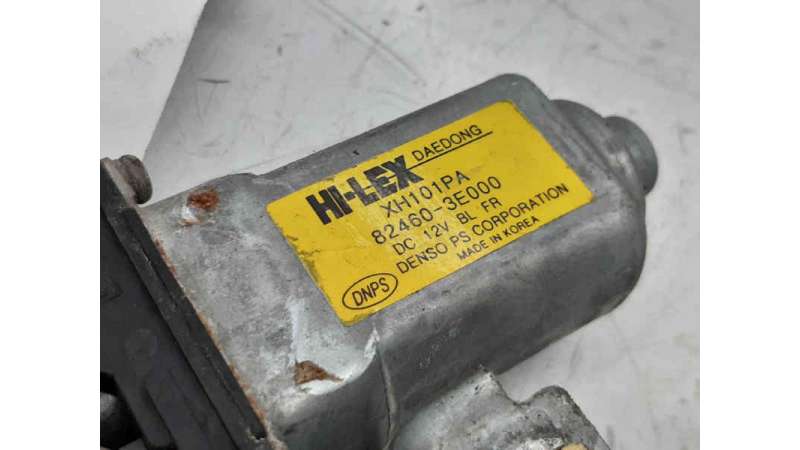 HI-LEX DAEDONG
XH101PA
82460-3E000
DC 12V BL FR
DENSO PS CORPORATION
MADE IN KOREA
DNPS